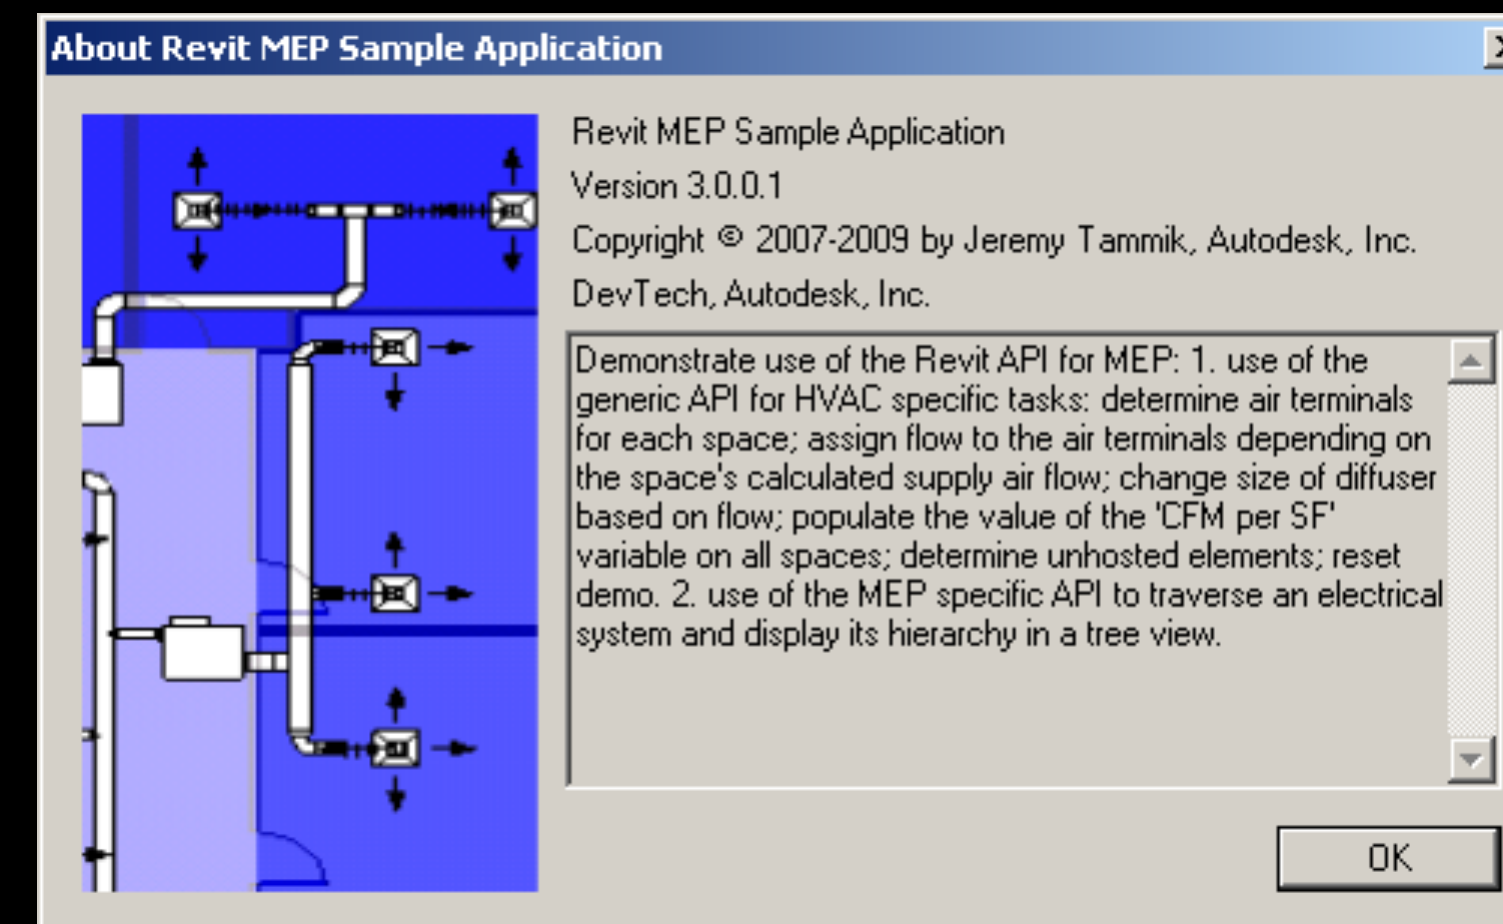 About Revit MEP Sample Application
Revit MEP Sample Application
Version 3.0.0.1
Copyright © 2007-2009 by Jeremy Tammik, Autodesk, Inc.
DevTech, Autodesk, Inc.
Demonstrate use of the Revit API for MEP: 1. use of the
generic API for HVAC specific tasks: determine air terminals
for each space; assign flow to the air terminals depending on
the space's calculated supply air flow; change size of diffuser
based on flow; populate the value of the 'CFM per SF'
variable on all spaces; determine unhosted elements; reset
demo. 2. use of the MEP specific API to traverse an electrical
system and display its hierarchy in a tree view.
OK